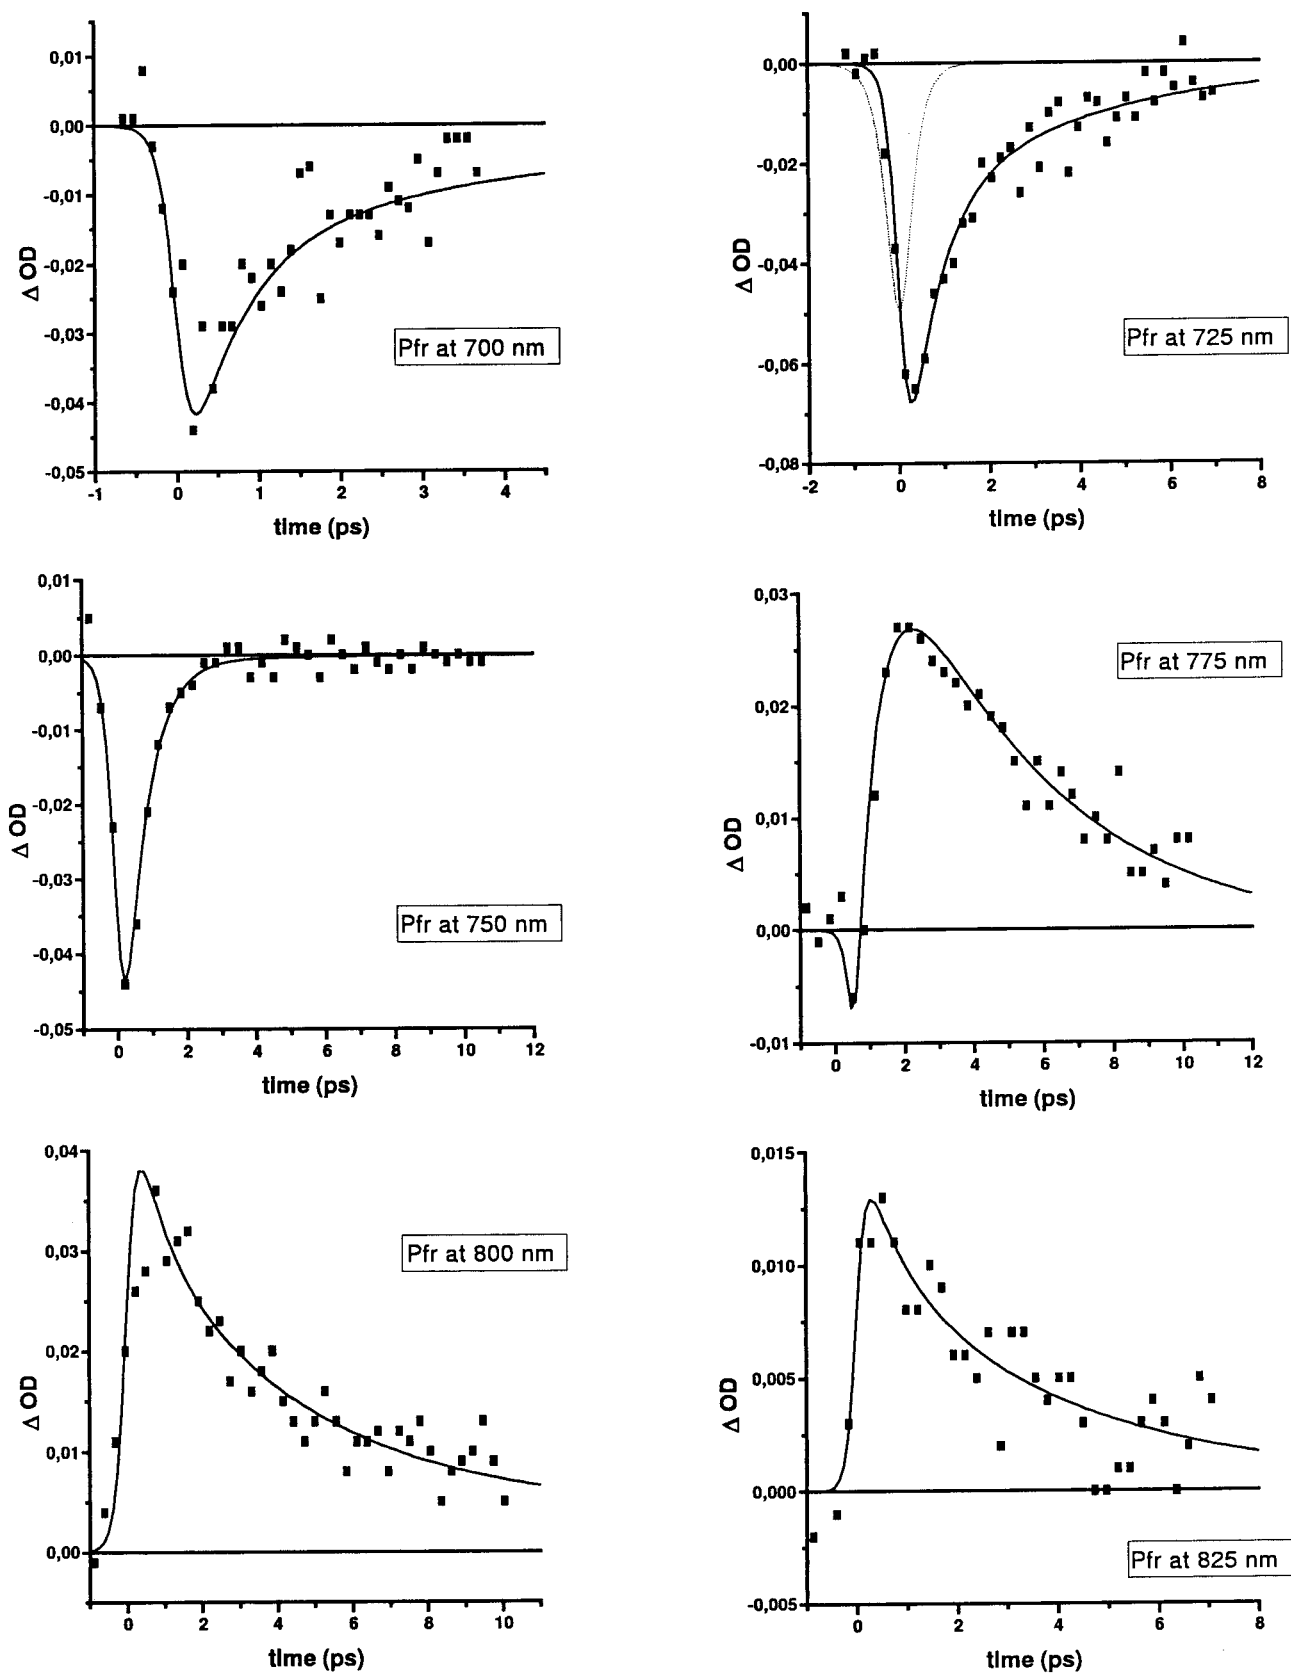 0,01
0,00
-0,01
-0,02
-0,03
-0,04
-0,05
Δ OD
-1 0 1 2 3 4
time (ps)
Pfr at 700 nm
0,00
-0,02
-0,04
-0,06
-0,08
Δ OD
-2 0 2 4 6 8
time (ps)
Pfr at 725 nm
0,01
0,00
-0,01
-0,02
-0,03
-0,04
-0,05
Δ OD
0 2 4 6 8 10 12
time (ps)
Pfr at 750 nm
0,03
0,02
0,01
0,00
-0,01
Δ OD
0 2 4 6 8 10 12
time (ps)
Pfr at 775 nm
0,04
0,03
0,02
0,01
0,00
Δ OD
0 2 4 6 8 10
time (ps)
Pfr at 800 nm
0,015
0,010
0,005
0,000
-0,005
Δ OD
0 2 4 6 8
time (ps)
Pfr at 825 nm